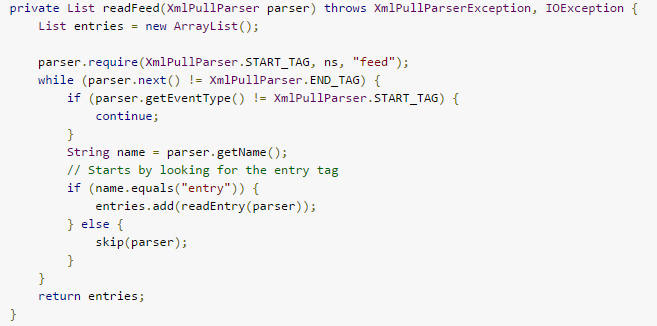 private List readFeed(XmlPullParser parser) throws XmlPullParserException, IOException {
    List entries = new ArrayList();

    parser.require(XmlPullParser.START_TAG, ns, "feed");
    while (parser.next() != XmlPullParser.END_TAG) {
        if (parser.getEventType() != XmlPullParser.START_TAG) {
            continue;
        }
        String name = parser.getName();
        // Starts by looking for the entry tag
        if (name.equals("entry")) {
            entries.add(readEntry(parser));
        } else {
            skip(parser);
        }
    }
    return entries;
}